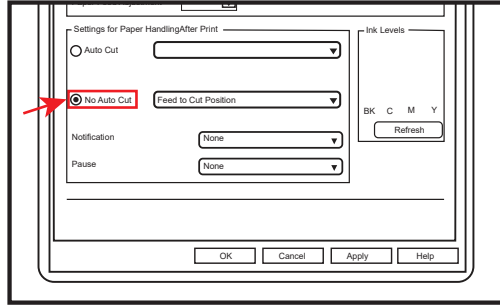 Settings for Paper HandlingAfter Print
Ink Levels
Auto Cut
No Auto Cut
Feed to Cut Position
BK C M Y
Refresh
Notification
None
Pause
None
OK
Cancel
Apply
Help